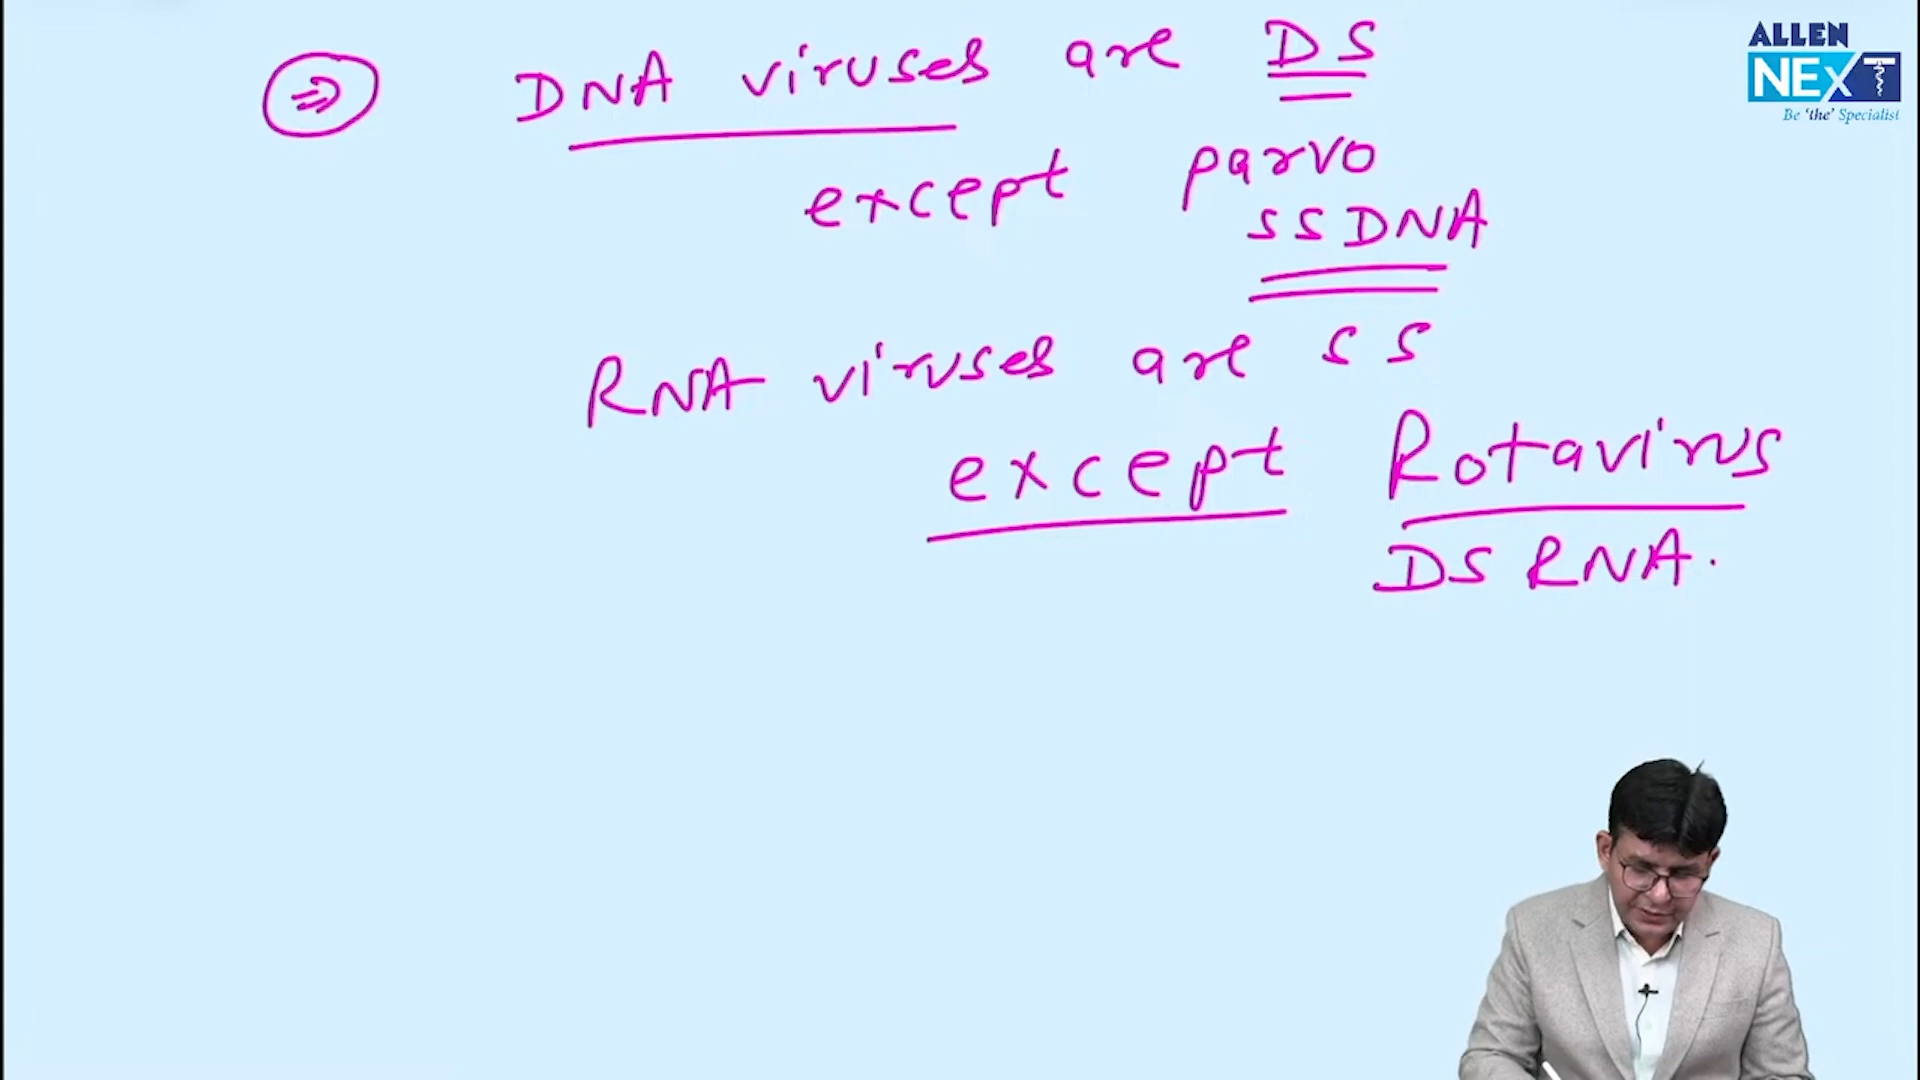 ALLEN
NEXT
Be 'the' Specialist
⇒ DNA viruses are DS
except parvo
SSDNA
RNA viruses are SS
except Rotavirus
DS RNA.